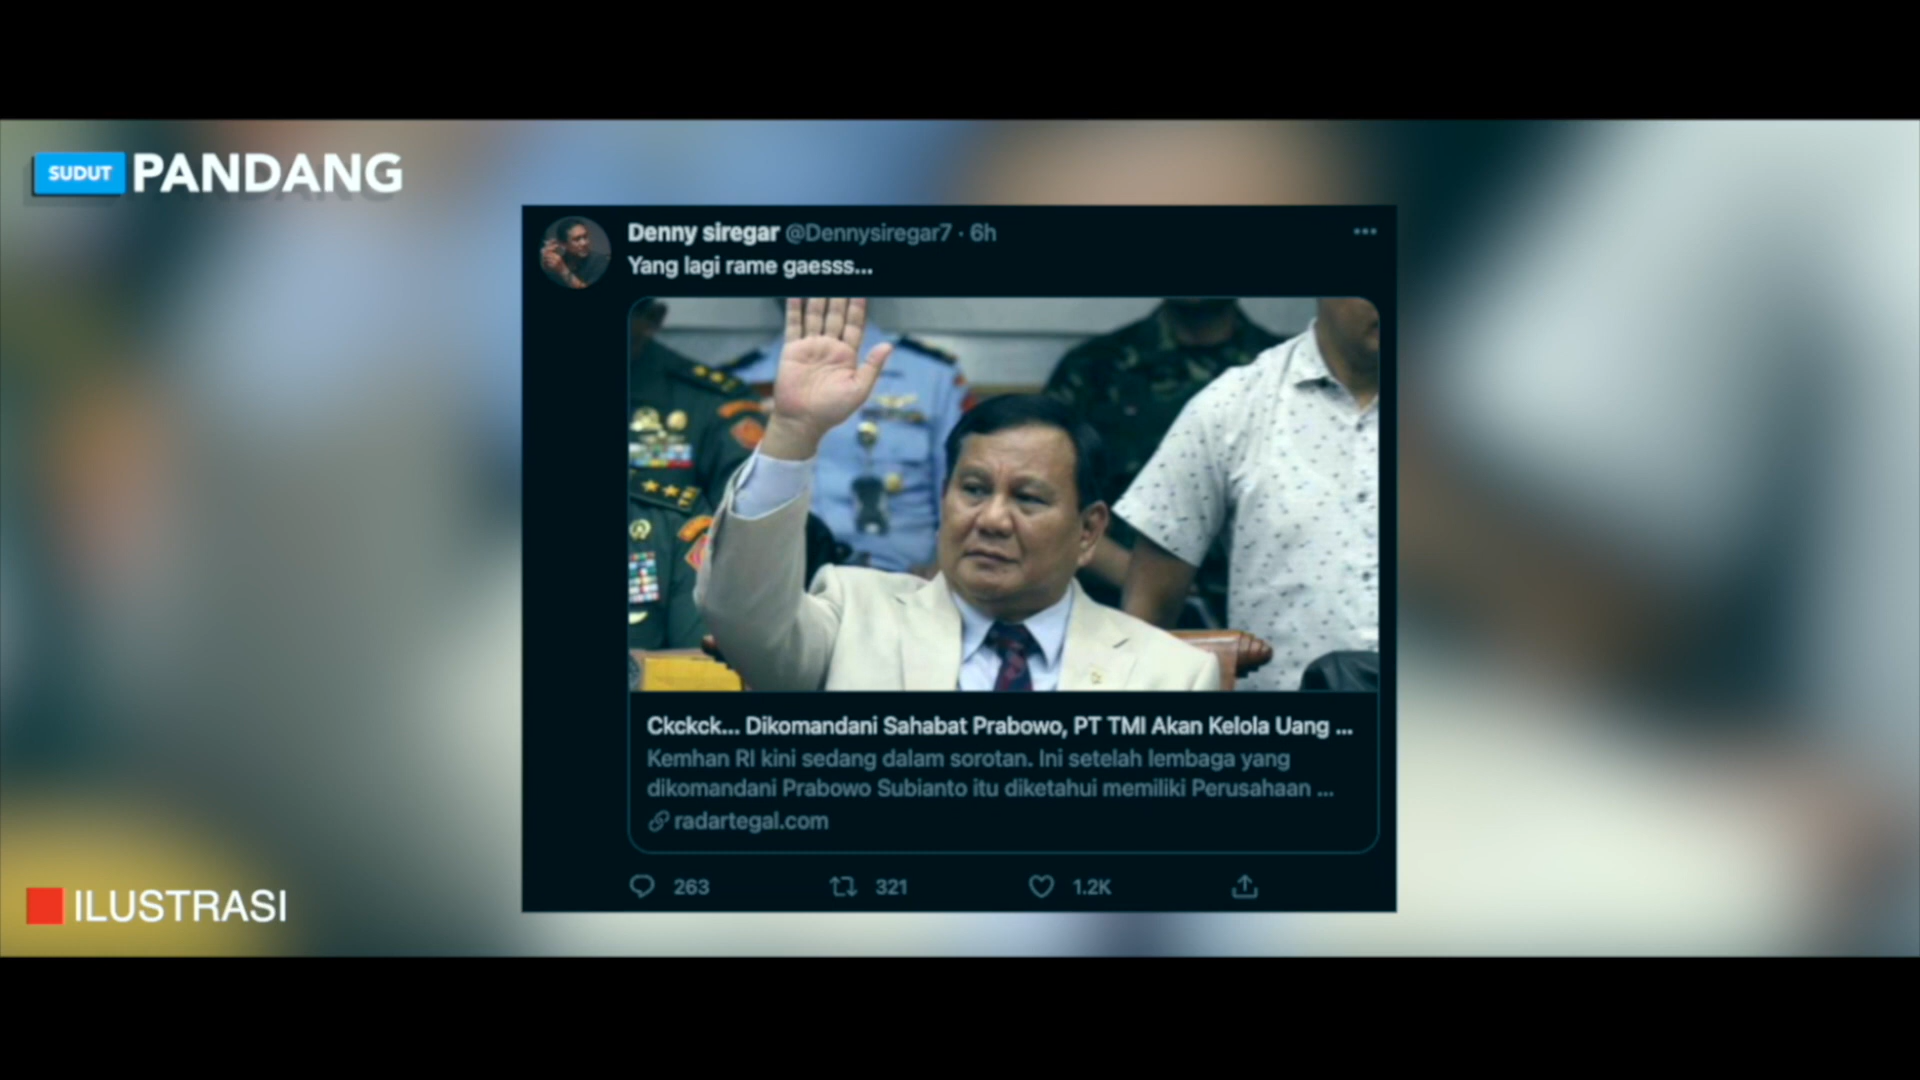 SUDUT PANDANG
Denny siregar @Dennysiregar7 · 6h
Yang lagi rame gaesss...
Ckckck... Dikomandani Sahabat Prabowo, PT TMI Akan Kelola Uang ...
Kemhan RI kini sedang dalam sorotan. Ini setelah lembaga yang
dikomandani Prabowo Subianto itu diketahui memiliki Perusahaan ...
radartegal.com
263 321 1.2K
ILUSTRASI